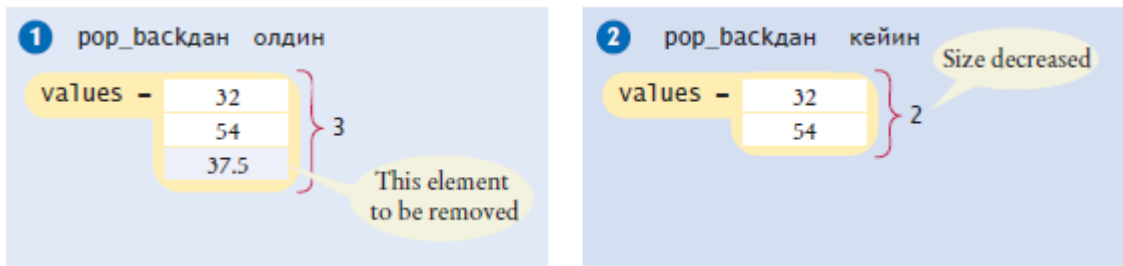 1 pop_backдан олдин
values =
32
54
37.5
3
This element
to be removed
2 pop_backдан кейин
Size decreased
values =
32
54
2